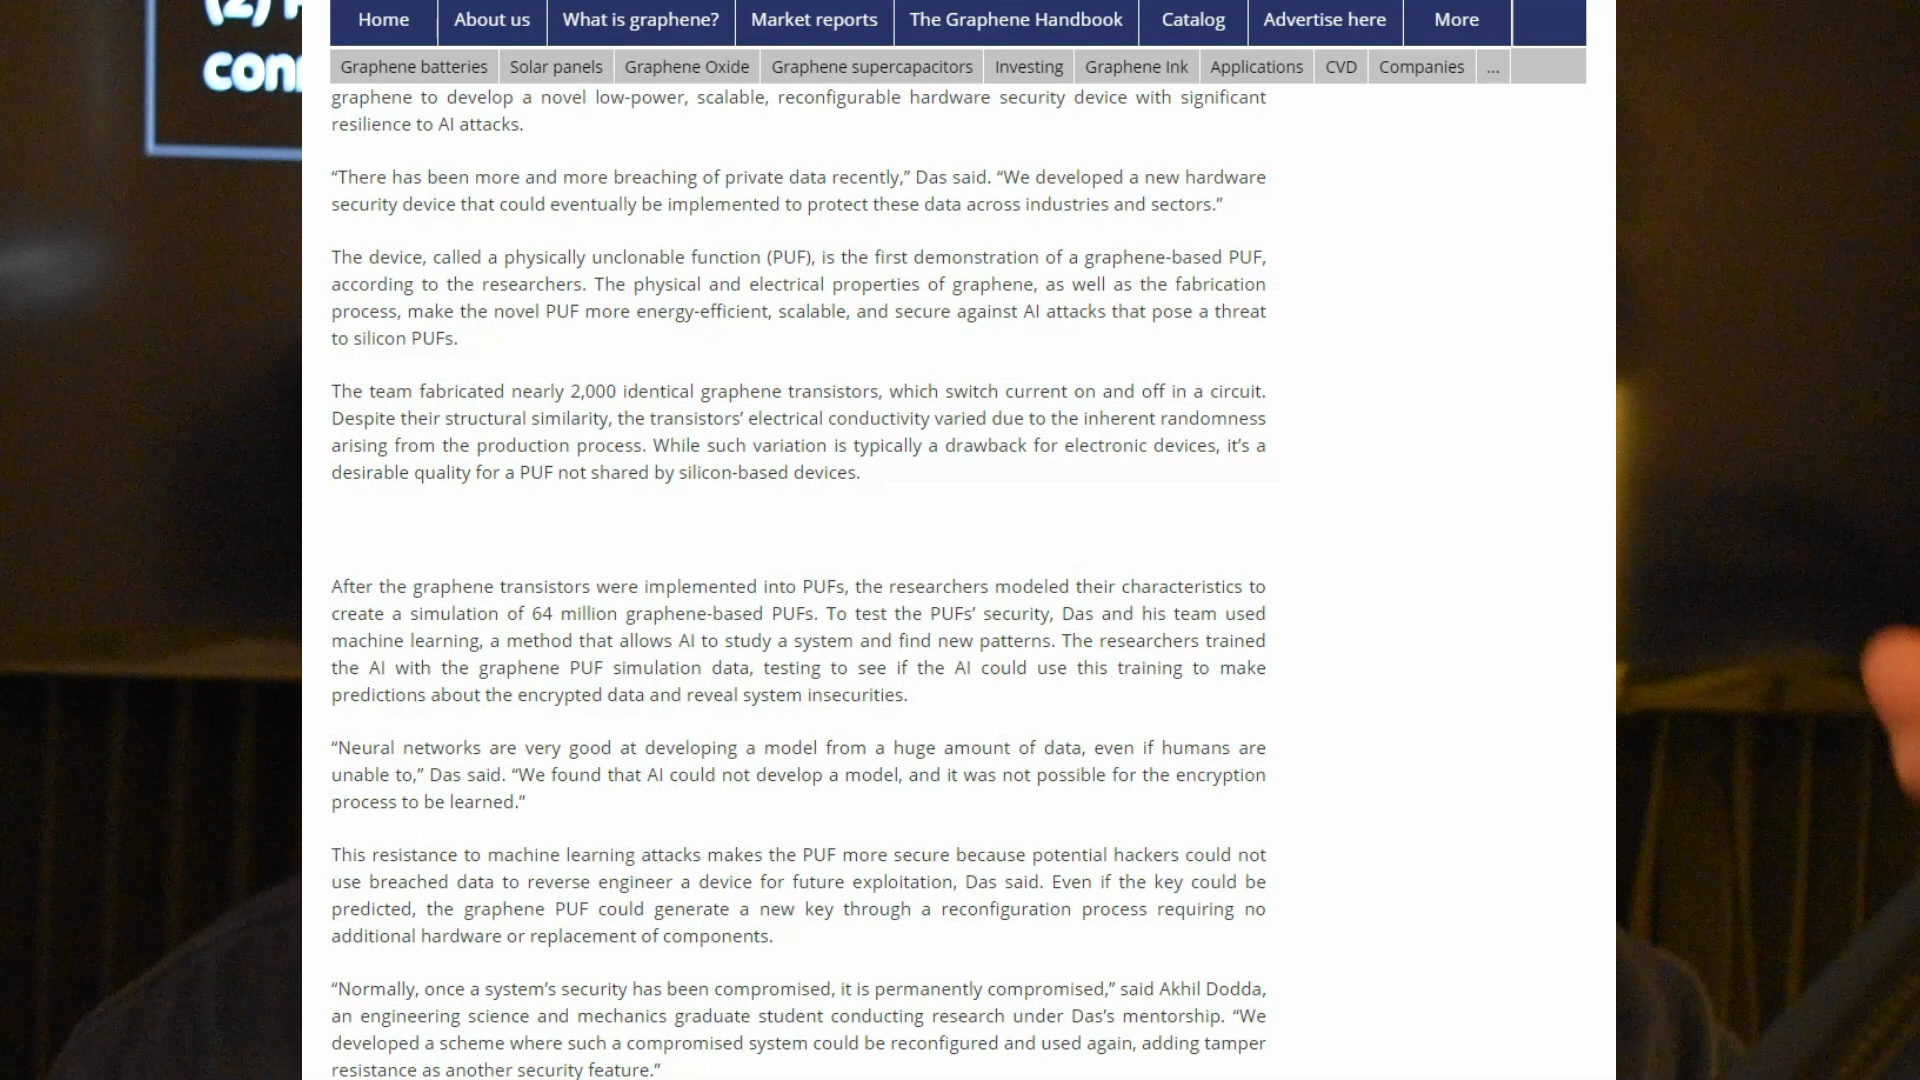 (2)
con
Home About us What is graphene? Market reports The Graphene Handbook Catalog Advertise here More
Graphene batteries Solar panels Graphene Oxide Graphene supercapacitors Investing Graphene Ink Applications CVD Companies ...
graphene to develop a novel low-power, scalable, reconfigurable hardware security device with significant
resilience to AI attacks.
“There has been more and more breaching of private data recently,” Das said. “We developed a new hardware
security device that could eventually be implemented to protect these data across industries and sectors.”
The device, called a physically unclonable function (PUF), is the first demonstration of a graphene-based PUF,
according to the researchers. The physical and electrical properties of graphene, as well as the fabrication
process, make the novel PUF more energy-efficient, scalable, and secure against AI attacks that pose a threat
to silicon PUFs.
The team fabricated nearly 2,000 identical graphene transistors, which switch current on and off in a circuit.
Despite their structural similarity, the transistors’ electrical conductivity varied due to the inherent randomness
arising from the production process. While such variation is typically a drawback for electronic devices, it’s a
desirable quality for a PUF not shared by silicon-based devices.
After the graphene transistors were implemented into PUFs, the researchers modeled their characteristics to
create a simulation of 64 million graphene-based PUFs. To test the PUFs’ security, Das and his team used
machine learning, a method that allows AI to study a system and find new patterns. The researchers trained
the AI with the graphene PUF simulation data, testing to see if the AI could use this training to make
predictions about the encrypted data and reveal system insecurities.
“Neural networks are very good at developing a model from a huge amount of data, even if humans are
unable to,” Das said. “We found that AI could not develop a model, and it was not possible for the encryption
process to be learned.”
This resistance to machine learning attacks makes the PUF more secure because potential hackers could not
use breached data to reverse engineer a device for future exploitation, Das said. Even if the key could be
predicted, the graphene PUF could generate a new key through a reconfiguration process requiring no
additional hardware or replacement of components.
“Normally, once a system’s security has been compromised, it is permanently compromised,” said Akhil Dodda,
an engineering science and mechanics graduate student conducting research under Das’s mentorship. “We
developed a scheme where such a compromised system could be reconfigured and used again, adding tamper
resistance as another security feature.”